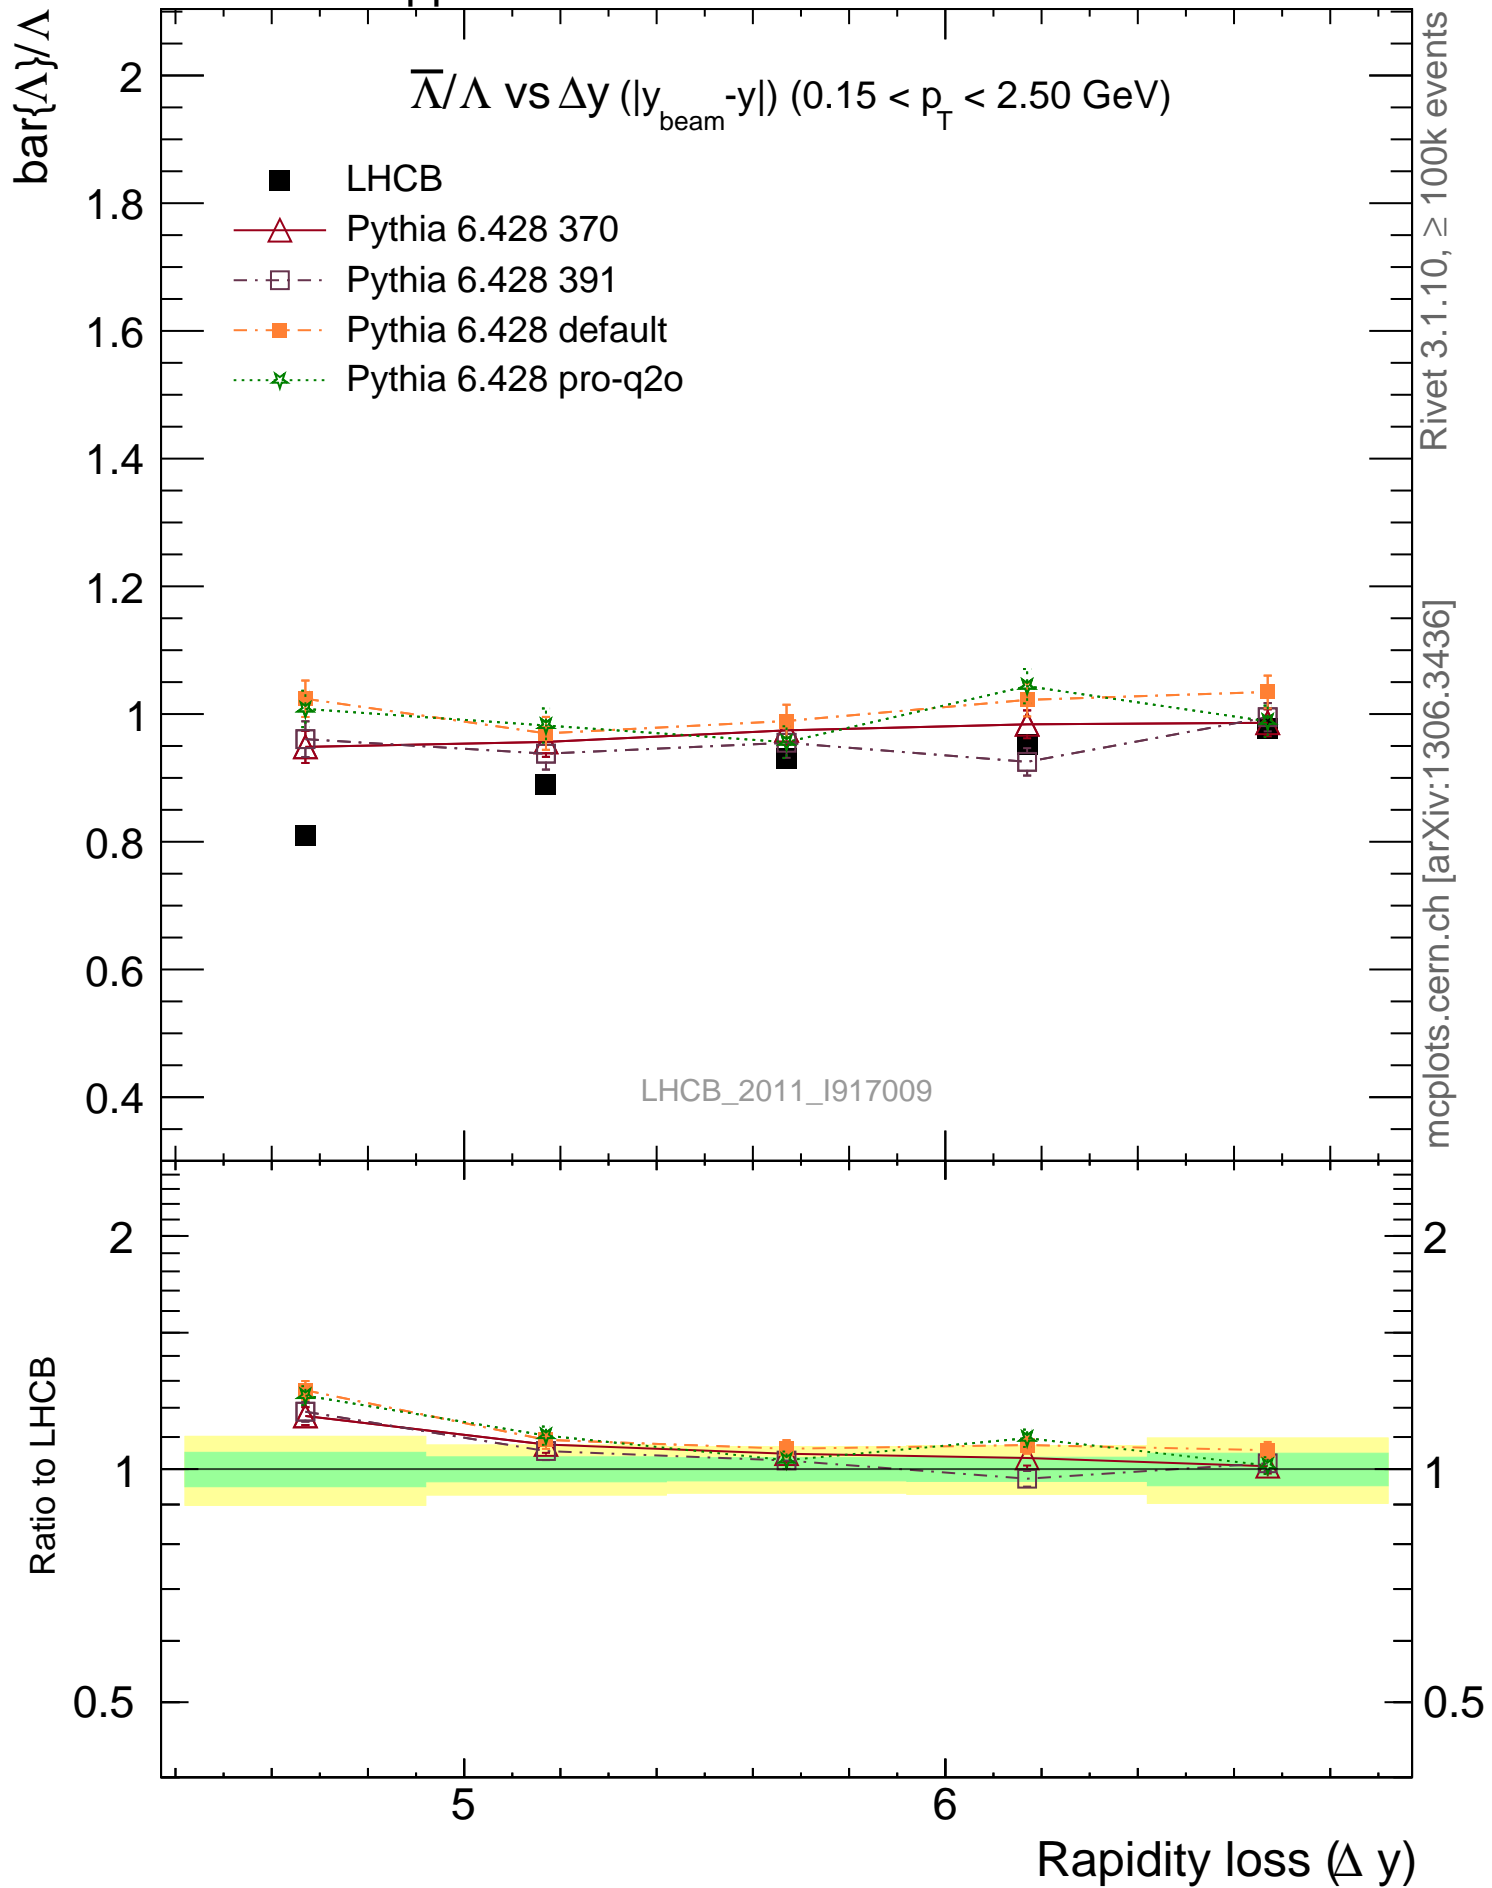 bar{Λ}/Λ
Λ̅/Λ vs Δy (|y_beam-y|) (0.15 < p_T < 2.50 GeV)
LHCB
Pythia 6.428 370
Pythia 6.428 391
Pythia 6.428 default
Pythia 6.428 pro-q2o
2
1.8
1.6
1.4
1.2
1
0.8
0.6
0.4
LHCB_2011_I917009
Rivet 3.1.10, ≥ 100k events
mcplots.cern.ch [arXiv:1306.3436]
Ratio to LHCB
2
1
0.5
2
1
0.5
5
6
Rapidity loss (Δ y)